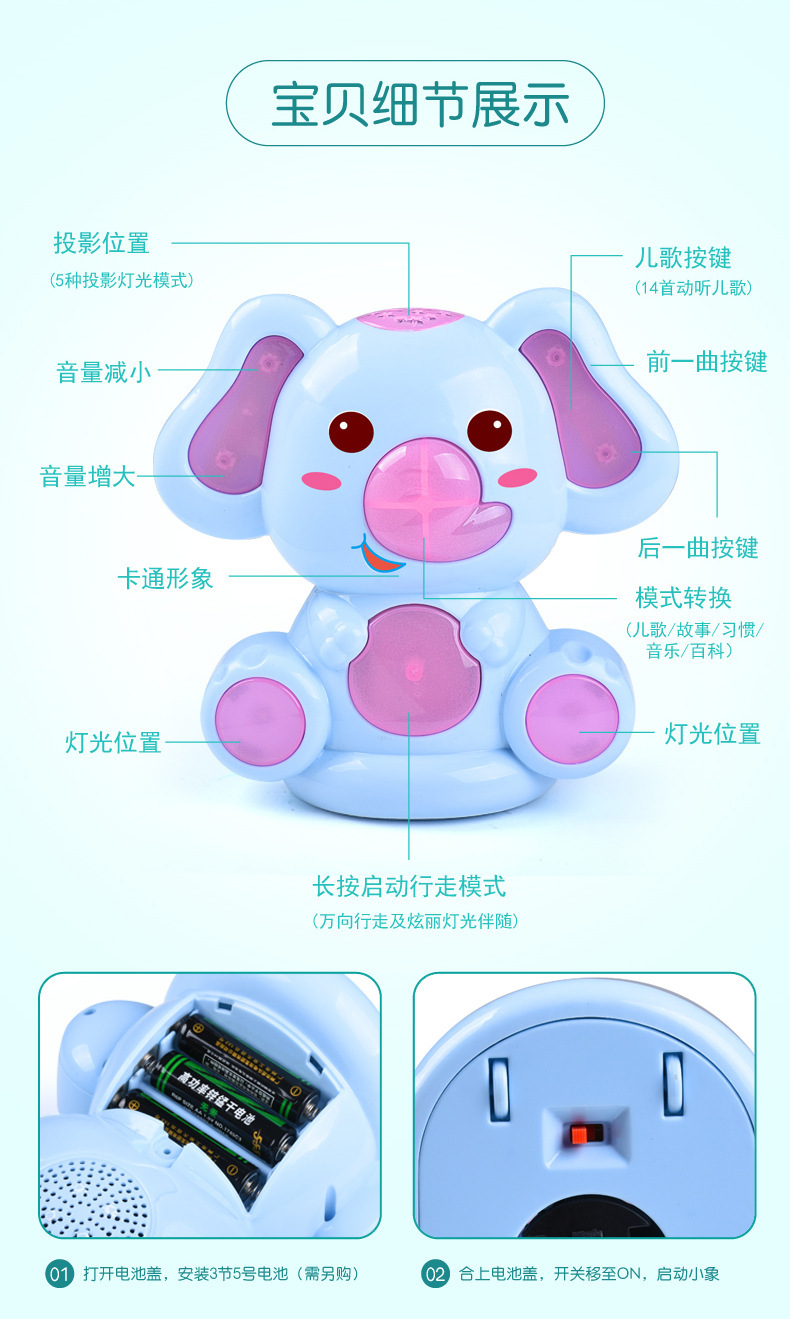 宝贝细节展示
投影位置
(5种投影灯光模式)
儿歌按键
(14首动听儿歌)
音量减小
前一曲按键
音量增大
后一曲按键
卡通形象
模式转换
(儿歌/故事/习惯/
音乐/百科)
灯光位置
灯光位置
长按启动行走模式
(万向行走及炫丽灯光伴随)
高功率锌锰干电池
01 打开电池盖，安装3节5号电池（需另购）
02 合上电池盖，开关移至ON，启动小象